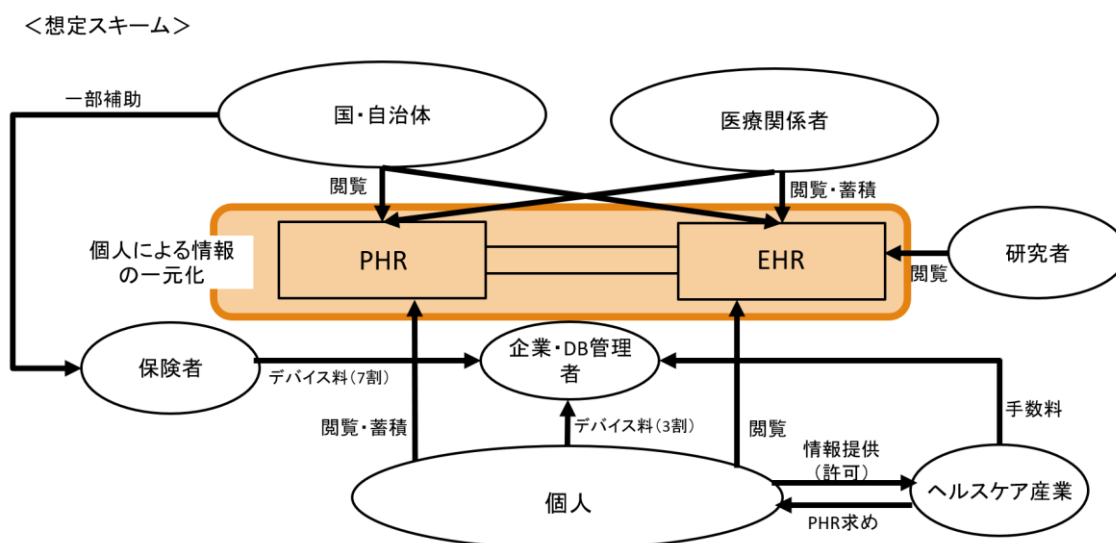 ＜想定スキーム＞
一部補助
国・自治体
医療関係者
閲覧
閲覧・蓄積
個人による情報
の一元化
PHR
EHR
研究者
閲覧
保険者
企業・DB管理
者
デバイス料（7割）
手数料
閲覧・蓄積
デバイス料（3割）
閲覧
情報提供
（許可）
個人
ヘルスケア産業
PHR求め